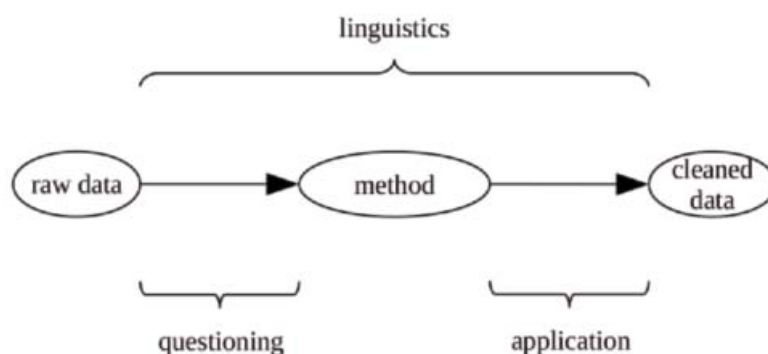 linguistics
raw data
method
cleaned
data
questioning
application